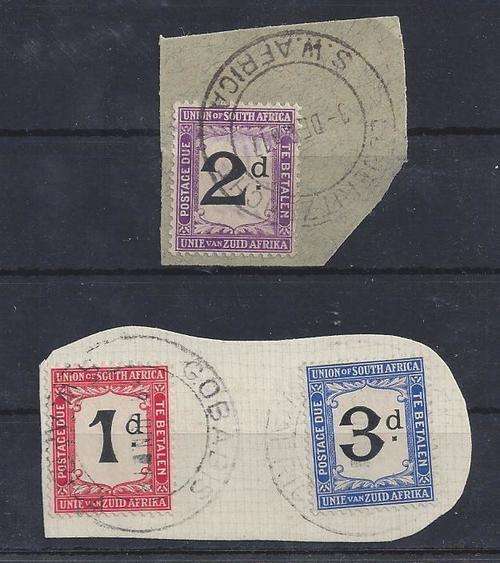 S.W. AFRICA
UNION OF SOUTH AFRICA
POSTAGE DUE
2d.
TE BETALEN
UNIE VAN ZUID AFRIKA
GOBABIS
UNION OF SOUTH AFRICA
POSTAGE DUE
1d.
TE BETALEN
UNIE VAN ZUID AFRIKA
UNION OF SOUTH AFRICA
POSTAGE DUE
3d.
TE BETALEN
UNIE VAN ZUID AFRIKA